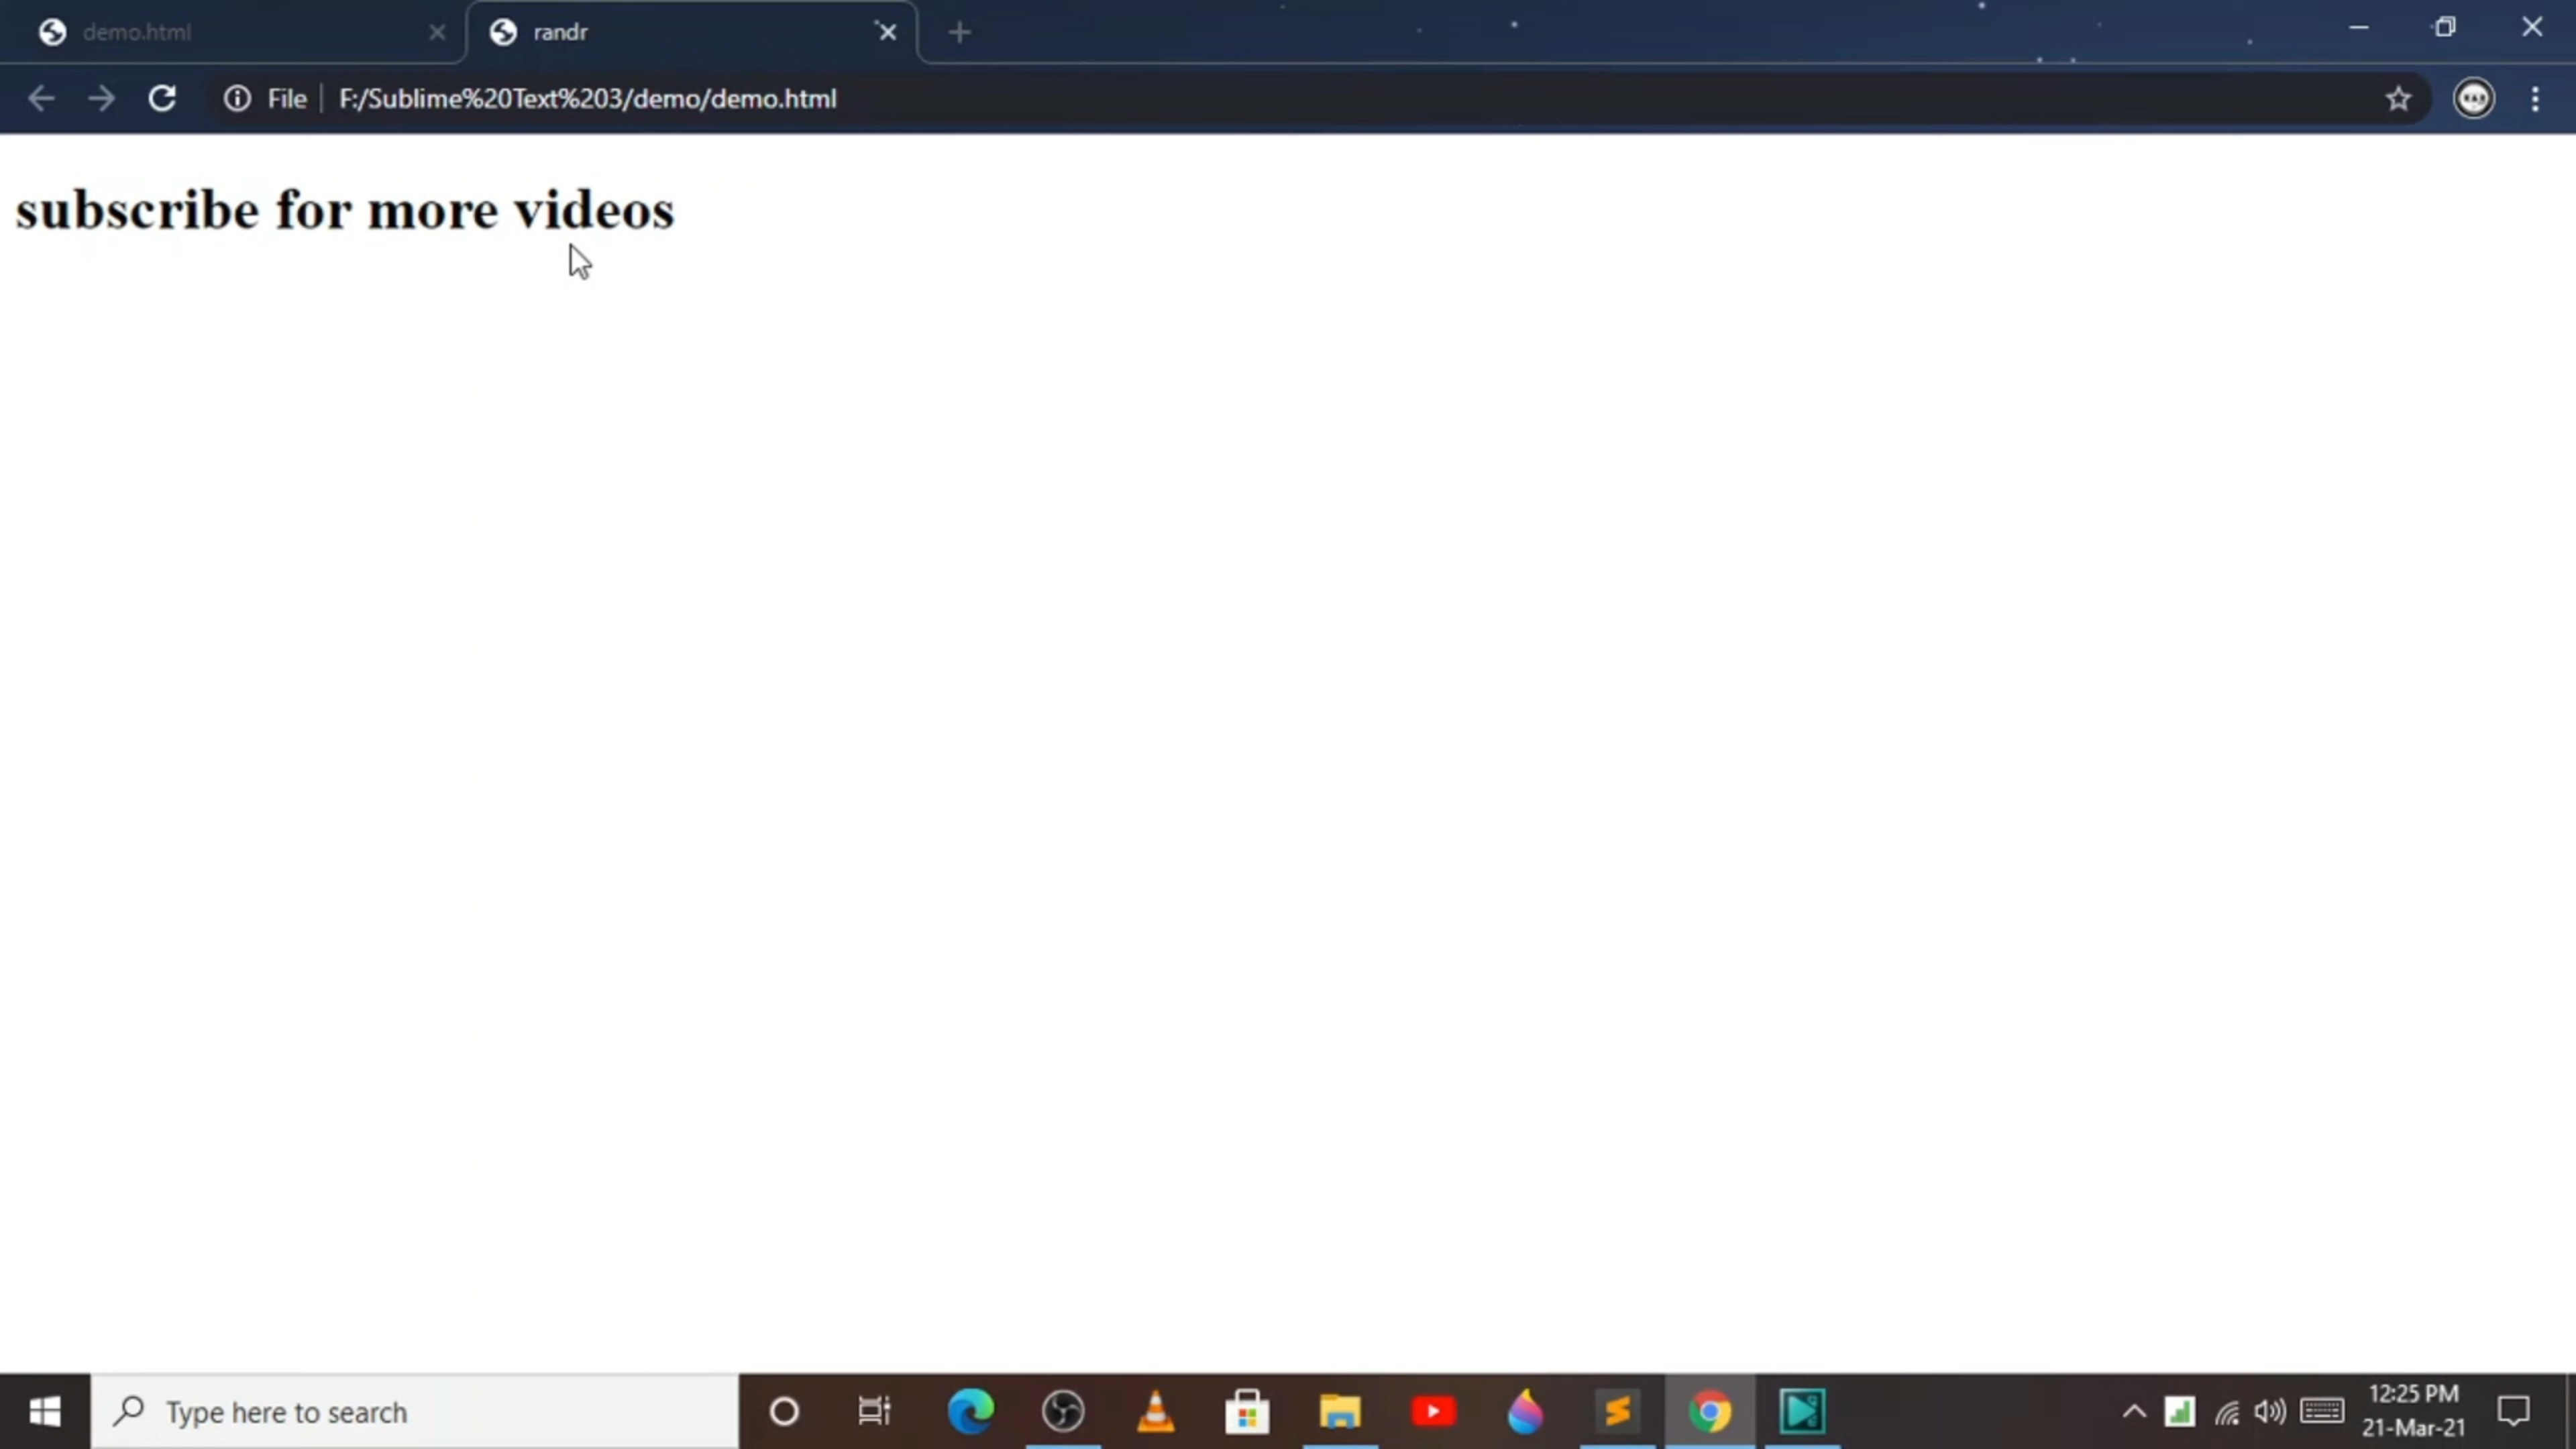 demo.html
randr
File
F:/Sublime%20Text%203/demo/demo.html
subscribe for more videos
Type here to search
12:25 PM
21-Mar-21